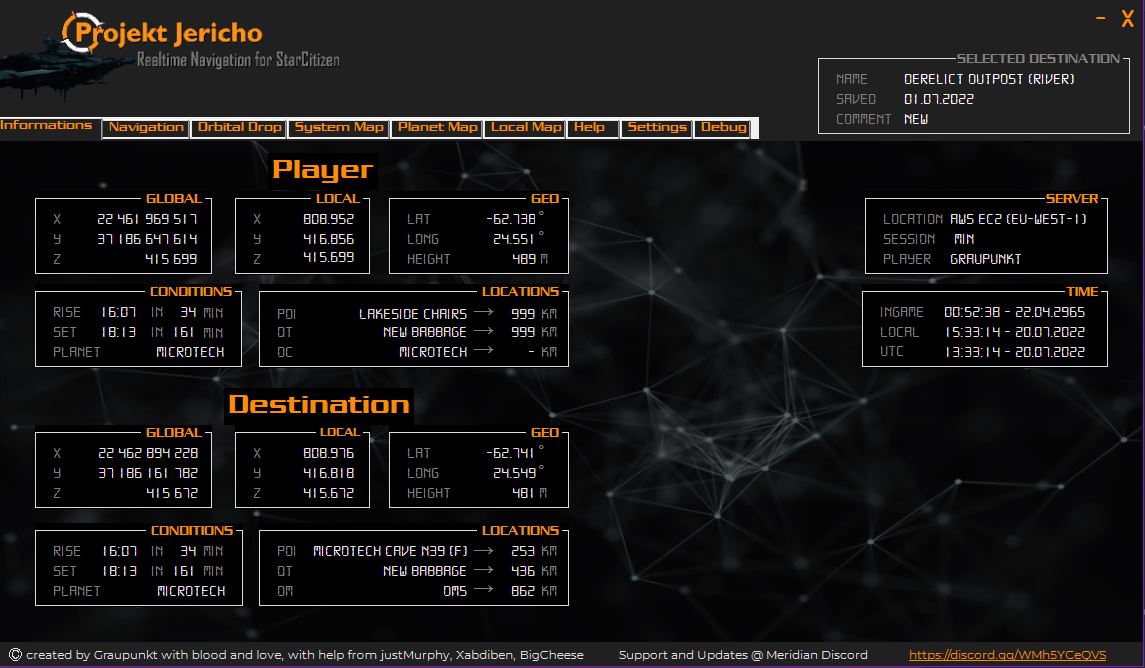 Projekt Jericho
Realtime Navigation for StarCitizen
– X
SELECTED DESTINATION
NAME DERELICT OUTPOST (RIVER)
SAVED 01.07.2022
COMMENT NEW
Informations Navigation Orbital Drop System Map Planet Map Local Map Help Settings Debug
Player
GLOBAL
X 22 461 969 517
Y 37 186 647 614
Z 415 699
LOCAL
X 808.952
Y 416.856
Z 415.699
GEO
LAT -62.738°
LONG 24.551°
HEIGHT 489 M
SERVER
LOCATION AWS EC2 (EU-WEST-1)
SESSION MIN
PLAYER GRAUPUNKT
CONDITIONS
RISE 16:07 IN 34 MIN
SET 18:13 IN 161 MIN
PLANET MICROTECH
LOCATIONS
POI LAKESIDE CHAIRS → 999 KM
QT NEW BABBAGE → 999 KM
OC MICROTECH → - KM
TIME
INGAME 00:52:38 - 22.04.2965
LOCAL 15:33:14 - 20.07.2022
UTC 13:33:14 - 20.07.2022
Destination
GLOBAL
X 22 462 894 228
Y 37 186 161 782
Z 415 672
LOCAL
X 808.976
Y 416.818
Z 415.672
GEO
LAT -62.741°
LONG 24.549°
HEIGHT 481 M
CONDITIONS
RISE 16:07 IN 34 MIN
SET 18:13 IN 161 MIN
PLANET MICROTECH
LOCATIONS
POI MICROTECH CAVE N39 (F) → 253 KM
QT NEW BABBAGE → 436 KM
OM OM5 → 862 KM
© created by Graupunkt with blood and love, with help from justMurphy, Xabdiben, BigCheese
Support and Updates @ Meridian Discord
https://discord.gg/WMh5YCeQVS